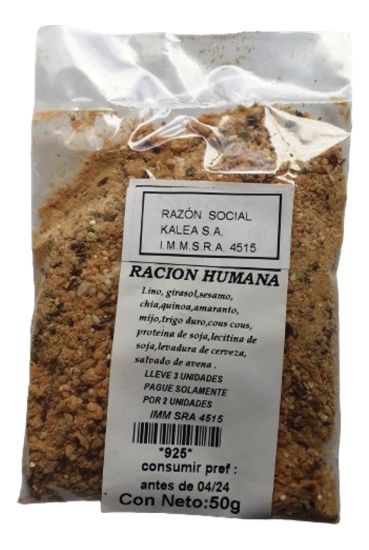 RAZÓN SOCIAL
KALEA S.A.
I.M.M.S.R.A. 4515
RACION HUMANA
Lino, girasol,sesamo,
chia,quinoa,amaranto,
mijo,trigo duro,cous cous,
proteina de soja,lecitina de
soja,levadura de cerveza,
salvado de avena .
LLEVE 3 UNIDADES
PAGUE SOLAMENTE
POR 2 UNIDADES
IMM SRA 4515
*925*
consumir pref :
antes de 04/24
Con Neto:50g